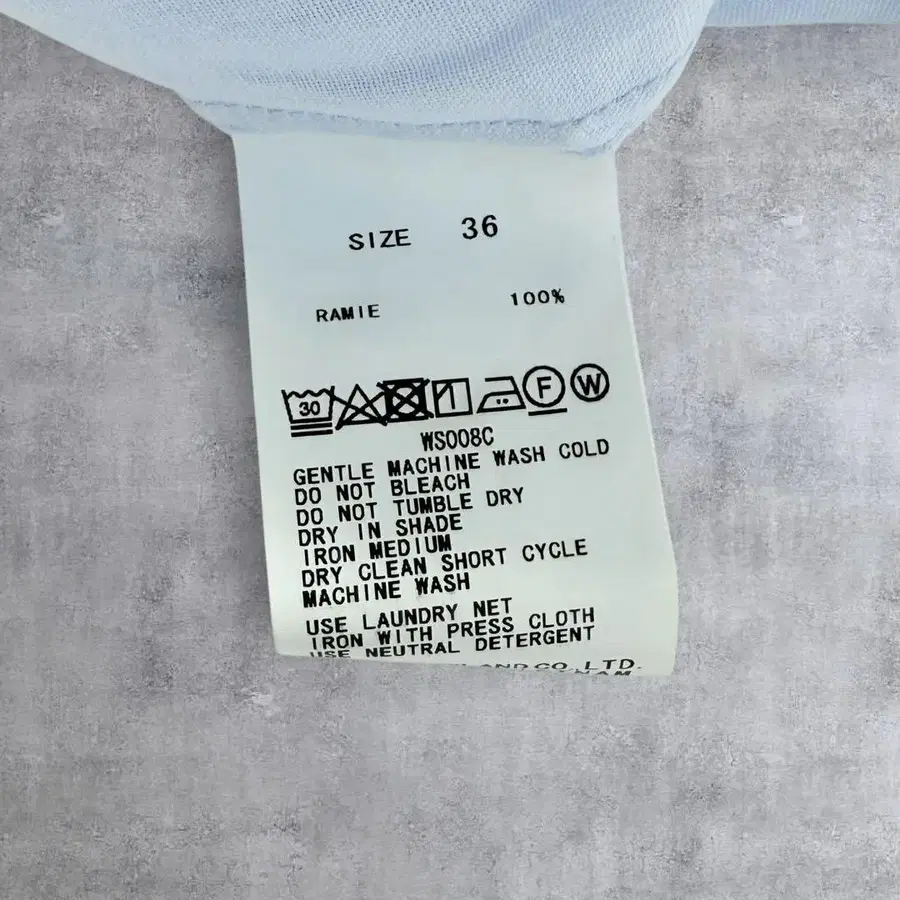 SIZE 36
RAMIE 100%
30 F W
WS008C
GENTLE MACHINE WASH COLD
DO NOT BLEACH
DO NOT TUMBLE DRY
DRY IN SHADE
IRON MEDIUM
DRY CLEAN SHORT CYCLE
MACHINE WASH
USE LAUNDRY NET
IRON WITH PRESS CLOTH
USE NEUTRAL DETERGENT
CO. LTD.